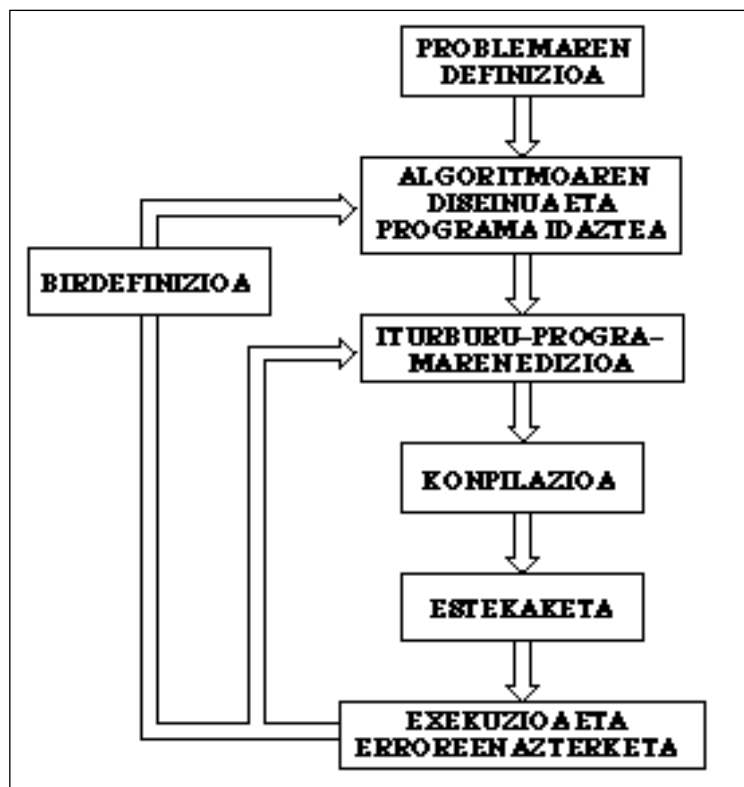 PROBLEMAREN
DEFINIZIOA
ALGORITMOAREN
DISEINUA ETA
PROGRAMA IDAZTEA
BIRDEFINIZIOA
ITURBURU-PROGRA-
MAREN EDIZIOA
KONPILAZIOA
ESTEKAKETA
EXEKUZIOA ETA
ERROREEN AZTERKETA